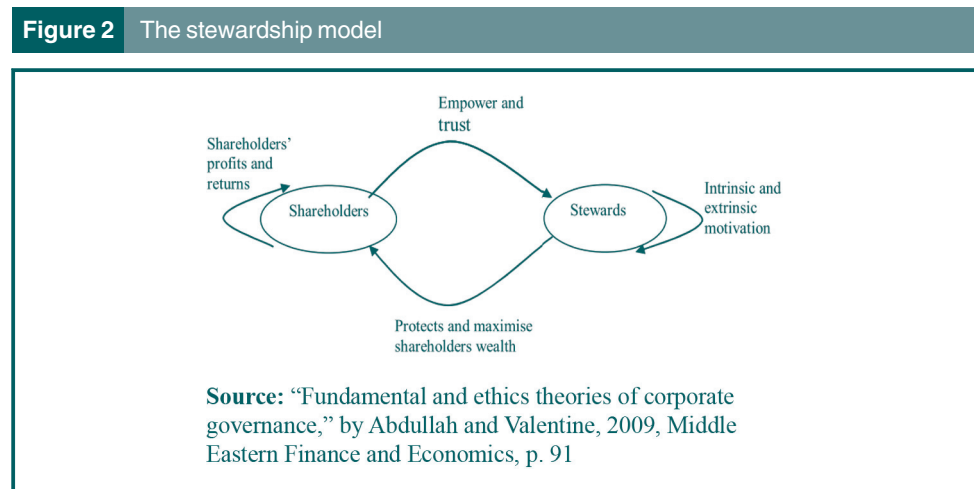 Figure 2 The stewardship model
Empower and
trust
Shareholders’
profits and
returns
Shareholders
Stewards
Intrinsic and
extrinsic
motivation
Protects and maximise
shareholders wealth
Source: “Fundamental and ethics theories of corporate
governance,” by Abdullah and Valentine, 2009, Middle
Eastern Finance and Economics, p. 91